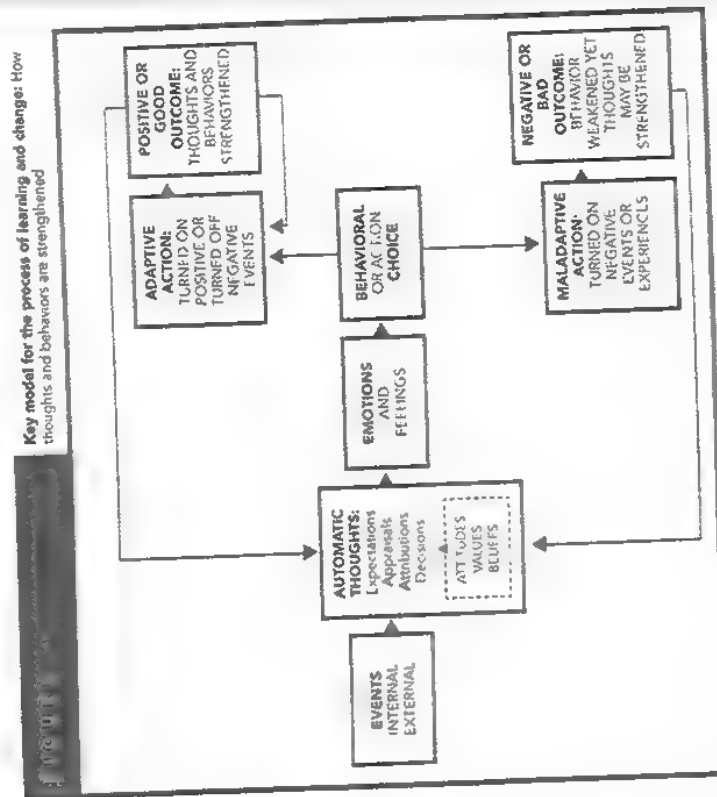 Key model for the process of learning and change: How
thoughts and behaviors are strengthened
EVENTS
INTERNAL
EXTERNAL
AUTOMATIC
THOUGHTS:
Expectations
Appraisals
Attributions
Decisions
ATTITUDES
VALUES
BELIEFS
EMOTIONS
AND
FEELINGS
BEHAVIORAL
OR ACTION
CHOICE
ADAPTIVE
ACTION:
TURNED ON
POSITIVE OR
TURNED OFF
NEGATIVE
EVENTS
POSITIVE OR
GOOD
OUTCOME:
THOUGHTS AND
BEHAVIORS
STRENGTHENED
MALADAPTIVE
ACTION:
TURNED ON
NEGATIVE
EVENTS OR
EXPERIENCES
NEGATIVE OR
BAD
OUTCOME:
BEHAVIOR
WEAKENED YET
THOUGHTS
MAY BE
STRENGTHENED